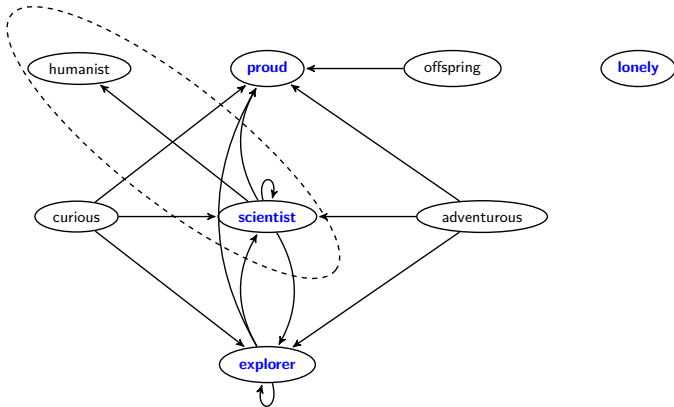 humanist
proud
offspring
lonely
curious
scientist
adventurous
explorer